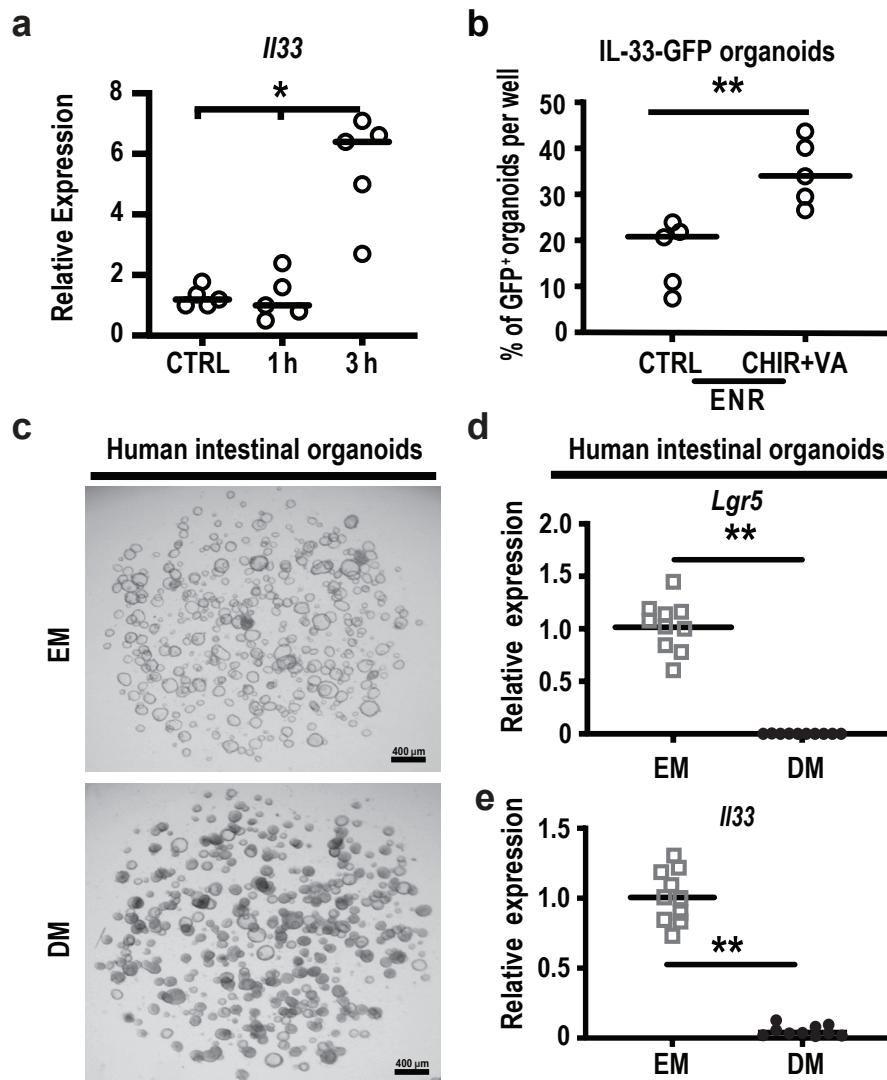 a
Il33
*
Relative Expression
8
6
4
2
0
CTRL 1 h 3 h
b
IL-33-GFP organoids
**
% of GFP+ organoids per well
50
40
30
20
10
0
CTRL CHIR+VA
ENR
c
Human intestinal organoids
EM
400 µm
DM
400 µm
d
Human intestinal organoids
Lgr5
**
Relative expression
2.0
1.5
1.0
0.5
0
EM DM
e
Il33
Relative expression
1.5
1.0
0.5
0
**
EM DM